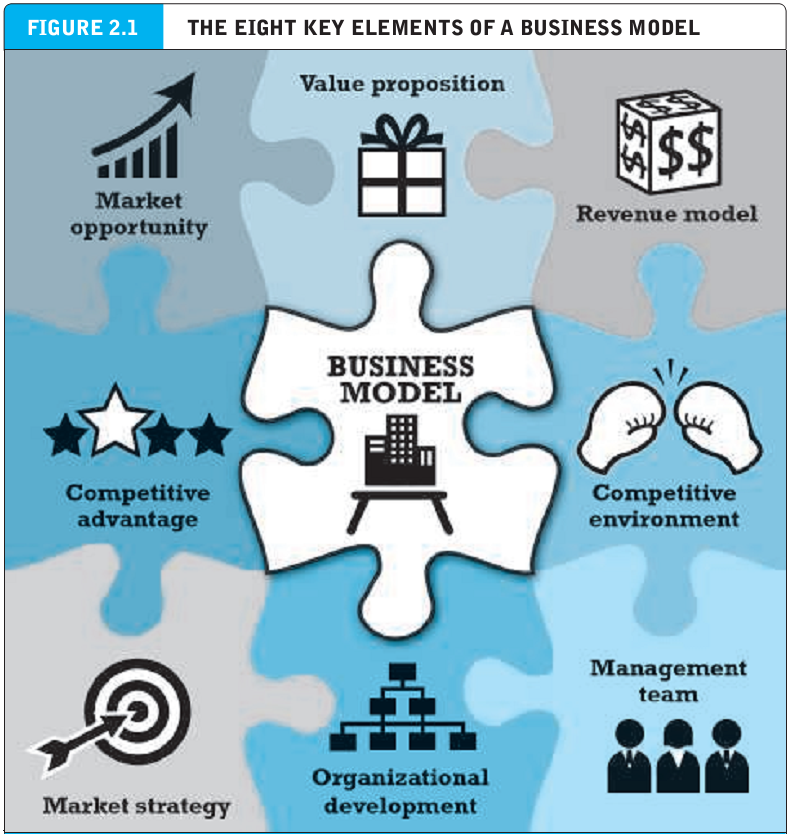 FIGURE 2.1
THE EIGHT KEY ELEMENTS OF A BUSINESS MODEL
Market
opportunity
Value proposition
$$
Revenue model
Competitive
advantage
BUSINESS
MODEL
Competitive
environment
Market strategy
Organizational
development
Management
team